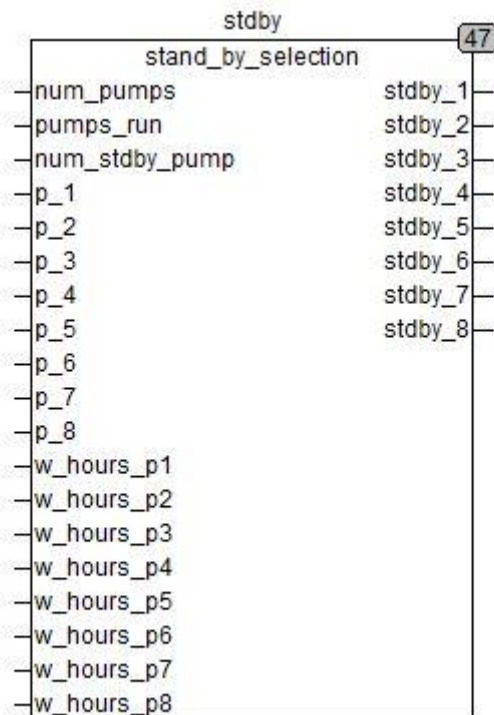 stdby
47
stand_by_selection
num_pumps stdby_1
pumps_run stdby_2
num_stdby_pump stdby_3
p_1 stdby_4
p_2 stdby_5
p_3 stdby_6
p_4 stdby_7
p_5 stdby_8
p_6
p_7
p_8
w_hours_p1
w_hours_p2
w_hours_p3
w_hours_p4
w_hours_p5
w_hours_p6
w_hours_p7
w_hours_p8